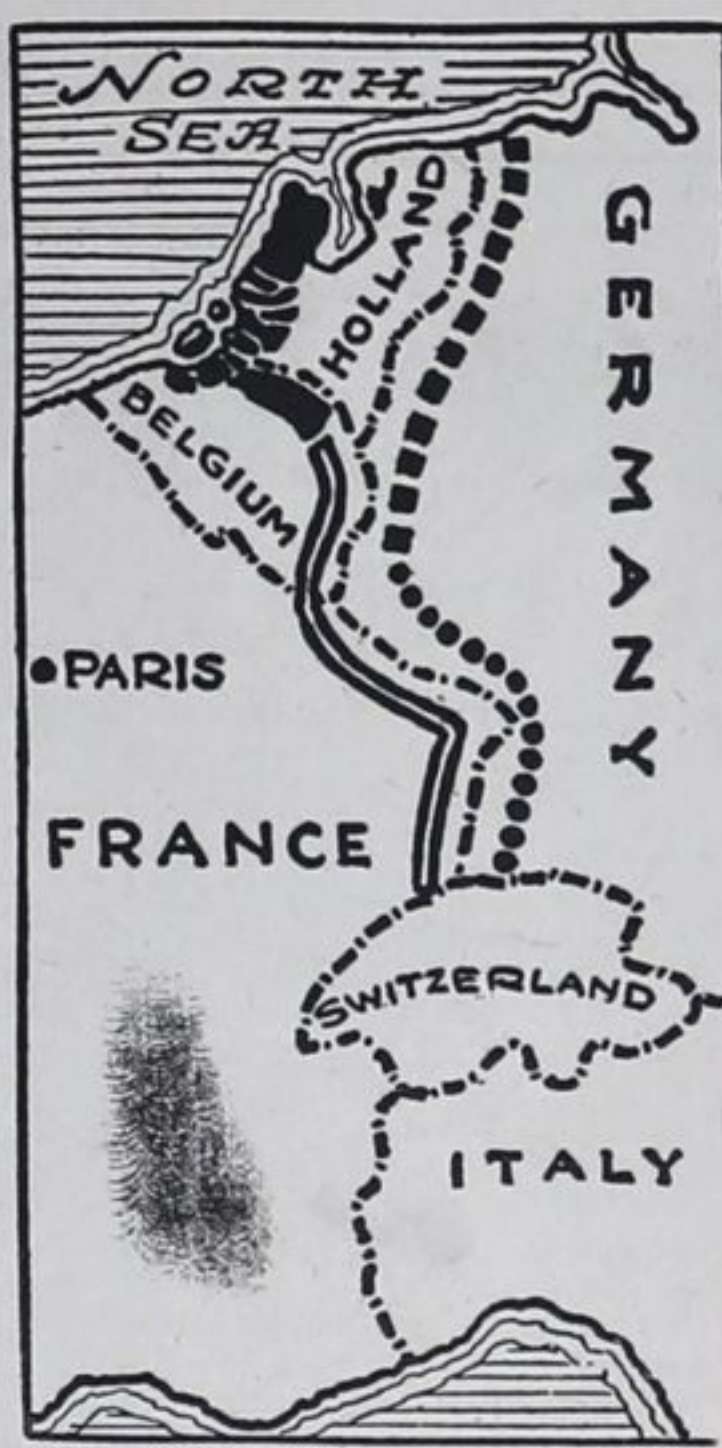 NORTH
SEA
HOLLAND
GERMANY
BELGIUM
PARIS
FRANCE
SWITZERLAND
ITALY